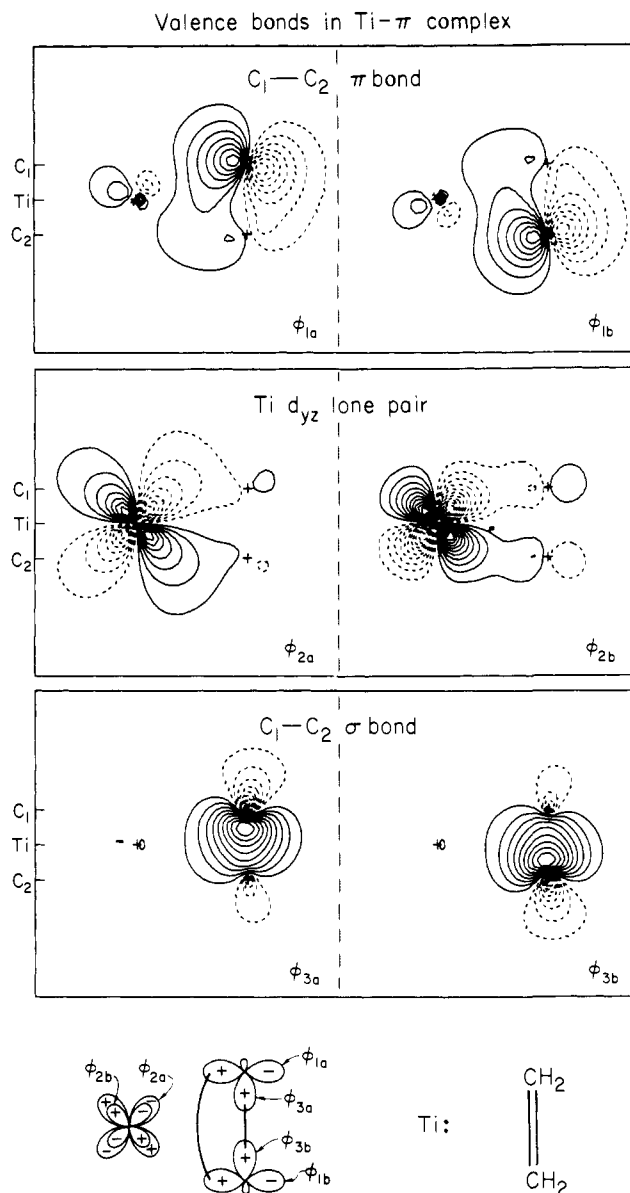 Valence bonds in Ti-π complex
C₁—C₂ π bond
C₁
Ti
C₂
ϕ₁ₐ
ϕ₁b
Ti d_yz lone pair
C₁
Ti
C₂
ϕ₂ₐ
ϕ₂b
C₁—C₂ σ bond
C₁
Ti
C₂
ϕ₃ₐ
ϕ₃b
ϕ₂b ϕ₂ₐ
+ + − −
− − + +
+ − ϕ₁ₐ
+ ϕ₃ₐ
+ ϕ₃b
+ − ϕ₁b
Ti:
CH₂
CH₂